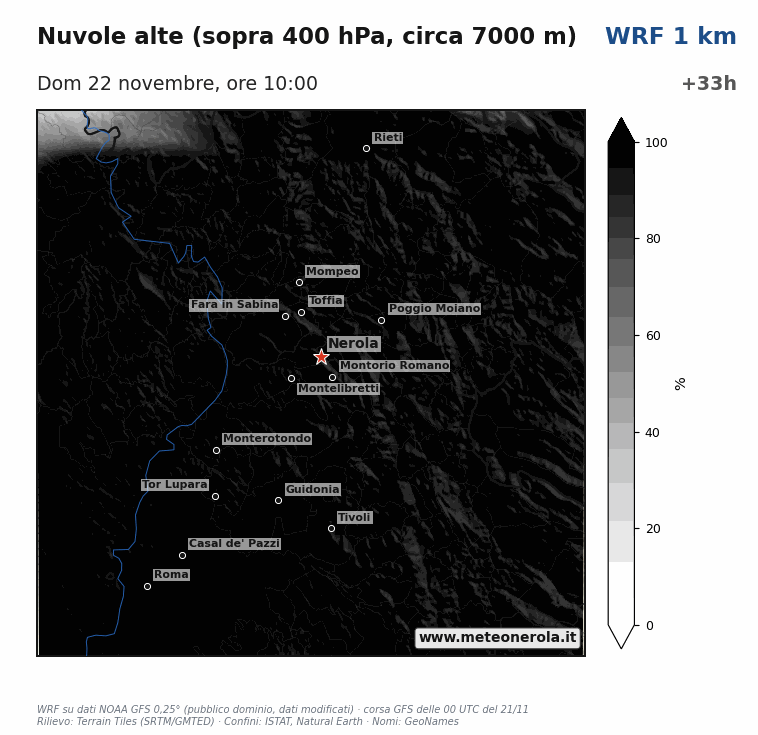 Nuvole alte (sopra 400 hPa, circa 7000 m)
WRF 1 km
Dom 22 novembre, ore 10:00
+33h
Rieti
Mompeo
Toffia
Fara in Sabina
Poggio Moiano
Nerola
Montorio Romano
Montelibretti
Monterotondo
Tor Lupara
Guidonia
Tivoli
Casal de' Pazzi
Roma
www.meteonerola.it
100
80
60
40
20
0
%
WRF su dati NOAA GFS 0,25° (pubblico dominio, dati modificati) · corsa GFS delle 00 UTC del 21/11
Rilievo: Terrain Tiles (SRTM/GMTED) · Confini: ISTAT, Natural Earth · Nomi: GeoNames